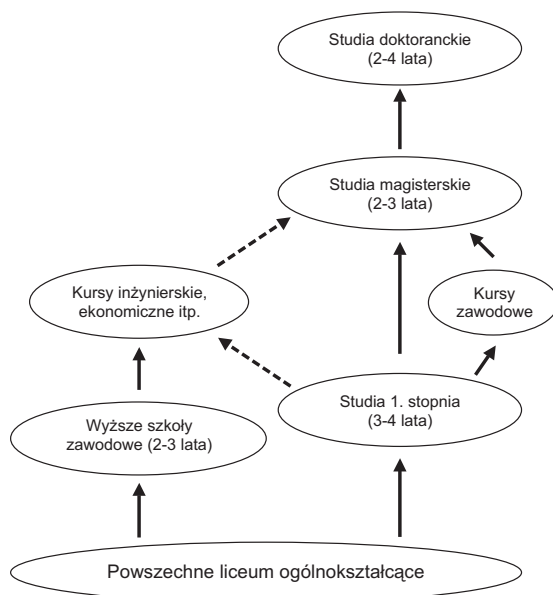 Studia doktoranckie
(2-4 lata)
Studia magisterskie
(2-3 lata)
Kursy inżynierskie,
ekonomiczne itp.
Kursy
zawodowe
Studia 1. stopnia
(3-4 lata)
Wyższe szkoły
zawodowe (2-3 lata)
Powszechne liceum ogólnokształcące